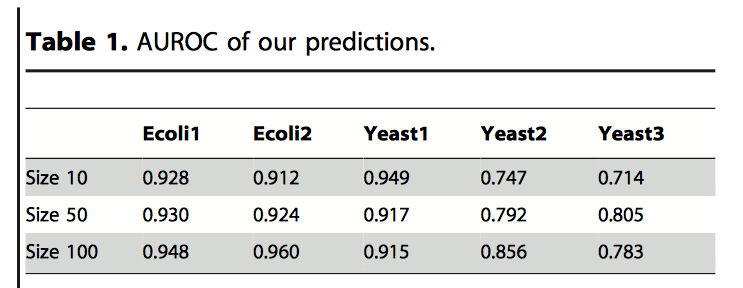 Table 1. AUROC of our predictions.
Ecoli1 Ecoli2 Yeast1 Yeast2 Yeast3
Size 10 0.928 0.912 0.949 0.747 0.714
Size 50 0.930 0.924 0.917 0.792 0.805
Size 100 0.948 0.960 0.915 0.856 0.783